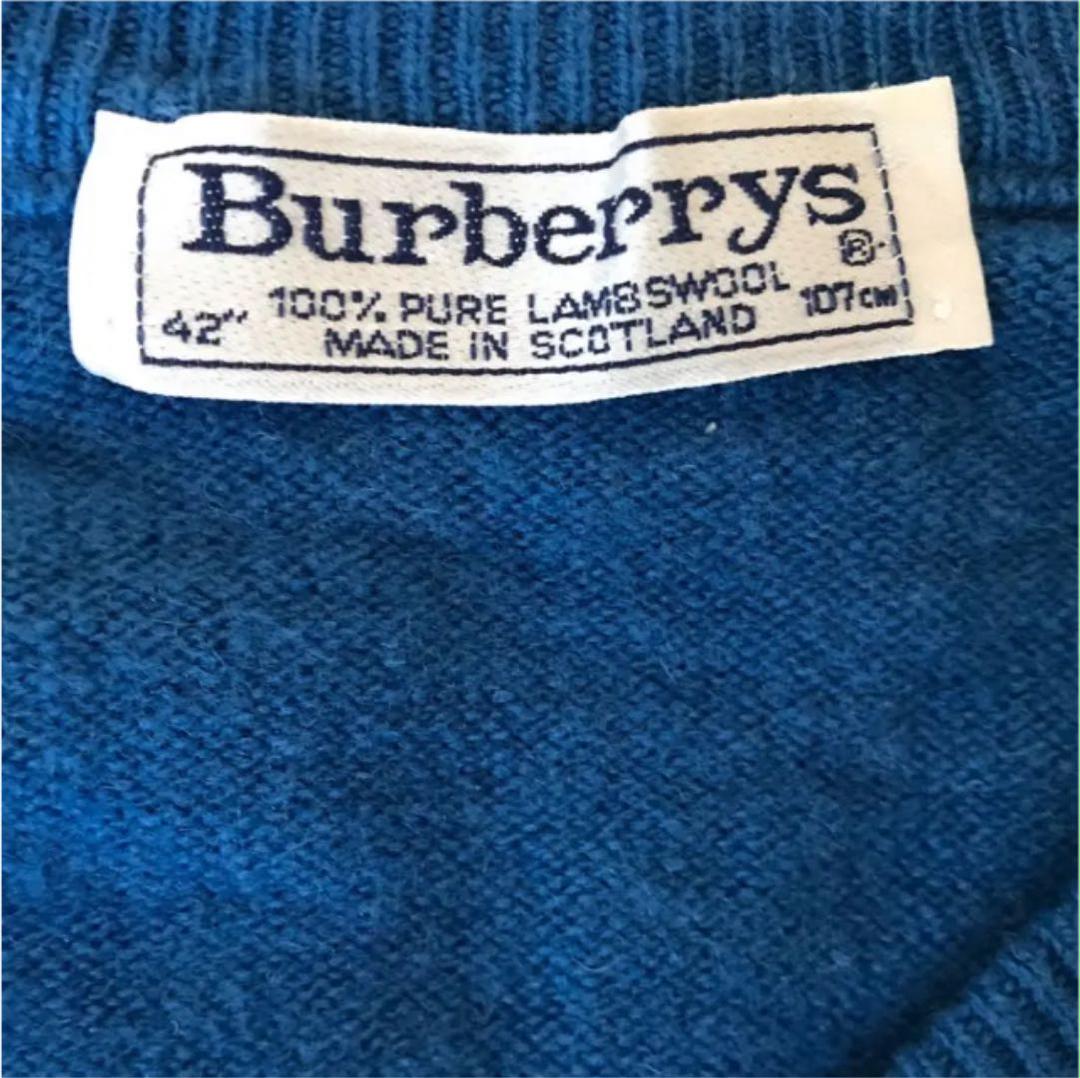 Burberrys
®
42" 100% PURE LAMBSWOOL 107CM
MADE IN SCOTLAND